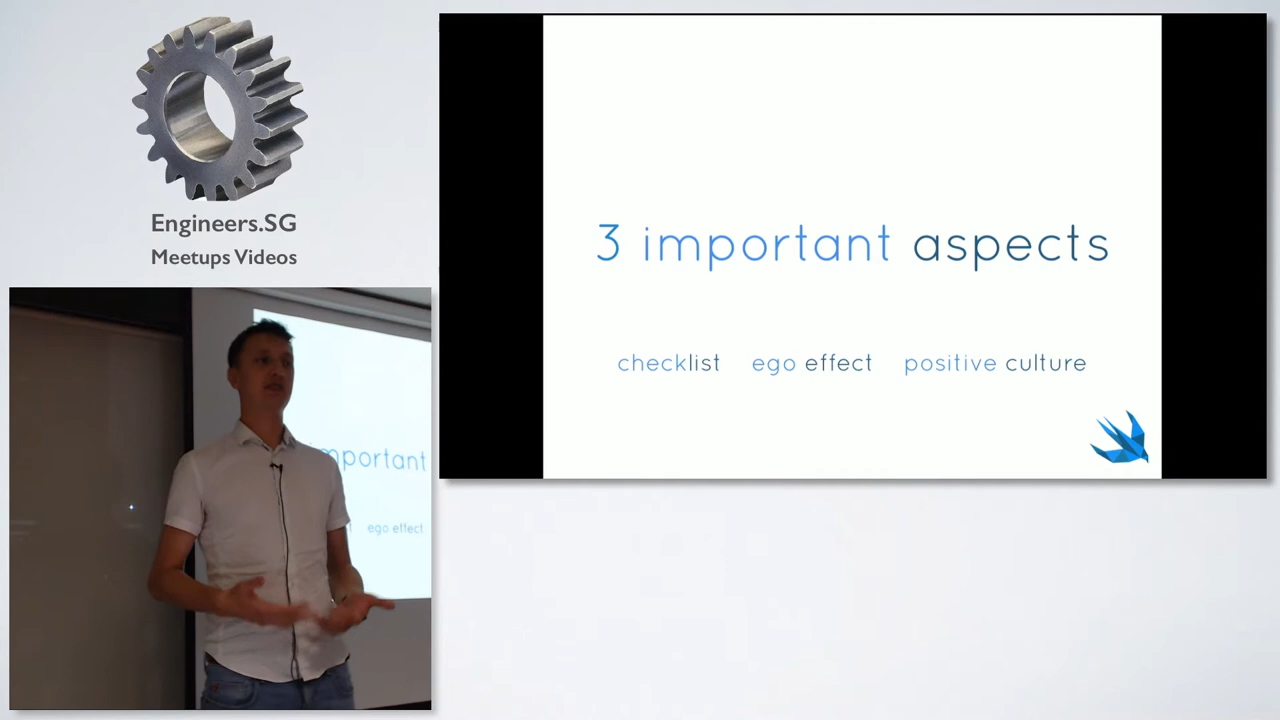 Engineers.SG
Meetups Videos
3 important aspects
checklist ego effect positive culture
important
ego effect